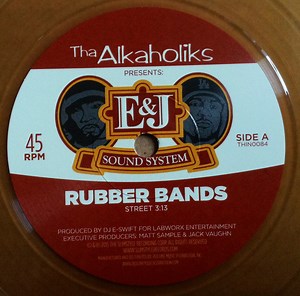 Tha Alkaholiks
PRESENTS:
E&J
SOUND SYSTEM
45
RPM
SIDE A
THIN0084
RUBBER BANDS
STREET 3:13
PRODUCED BY DJ E-SWIFT FOR LABWORX ENTERTAINMENT
EXECUTIVE PRODUCERS: MATT SAMPLE & JACK VAUGHN